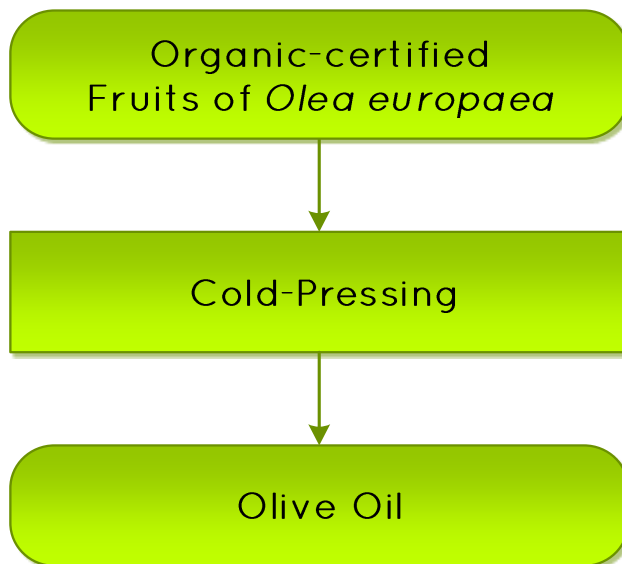 Organic-certified
Fruits of Olea europaea
Cold-Pressing
Olive Oil